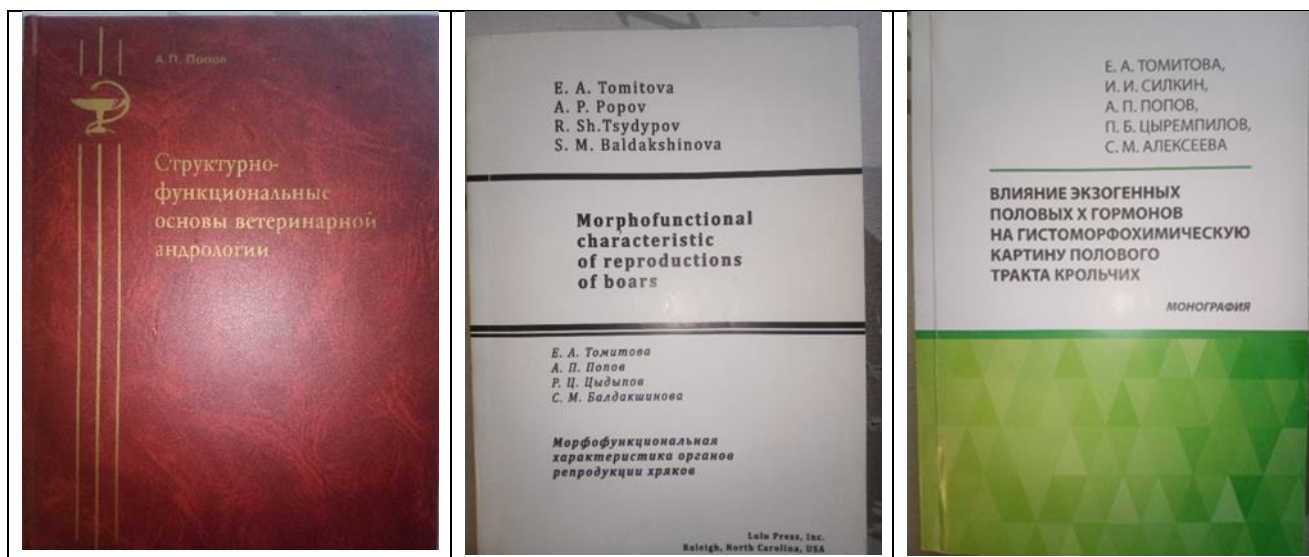 А.П. Попов
Структурно-
функциональные
основы ветеринарной
андрологии
E. A. Tomitova
A. P. Popov
R. Sh.Tsydypov
S. M. Baldakshinova
Morphofunctional
characteristic
of reproductions
of boars
Е. А. Томитова
А. П. Попов
Р. Ц. Цыдыпов
С. М. Балдакшинова
Морфофункциональная
характеристика органов
репродукции хряков
Lulu Press, Inc.
Raleigh, North Carolina, USA
Е. А. ТОМИТОВА,
И. И. СИЛКИН,
А. П. ПОПОВ,
П. Б. ЦЫРЕМПИЛОВ,
С. М. АЛЕКСЕЕВА
ВЛИЯНИЕ ЭКЗОГЕННЫХ
ПОЛОВЫХ Х ГОРМОНОВ
НА ГИСТОМОРФОХИМИЧЕСКУЮ
КАРТИНУ ПОЛОВОГО
ТРАКТА КРОЛЬЧИХ
МОНОГРАФИЯ